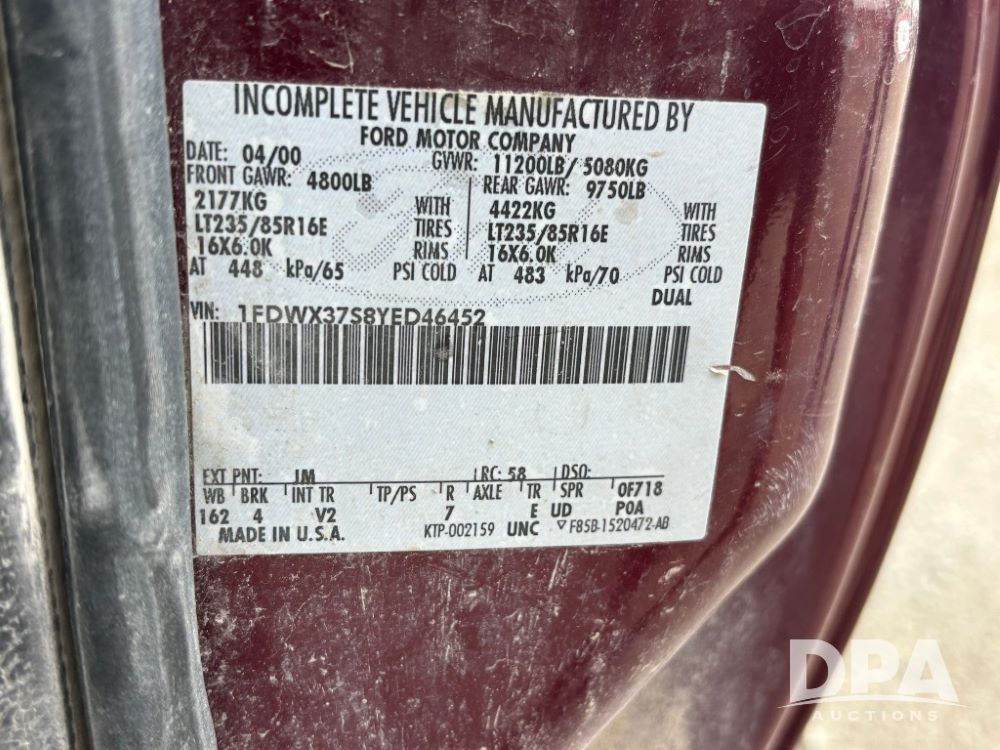 INCOMPLETE VEHICLE MANUFACTURED BY
FORD MOTOR COMPANY
DATE: 04/00 GVWR: 11200LB/ 5080KG
FRONT GAWR: 4800LB REAR GAWR: 9750LB
2177KG WITH 4422KG WITH
LT235/85R16E TIRES LT235/85R16E TIRES
16X6.0K RIMS 16X6.0K RIMS
AT 448 kPa/65 PSI COLD AT 483 kPa/70 PSI COLD
DUAL
VIN: 1FDWX37S8YED46452
EXT PNT: JM RC: 58 DSO:
WB BRK INT TR TP/PS R AXLE TR SPR 0F718
162 4 V2 7 E UD POA
MADE IN U.S.A. KTP-002159 UNC ▽F85B-1520472-AB
DPA
AUCTIONS